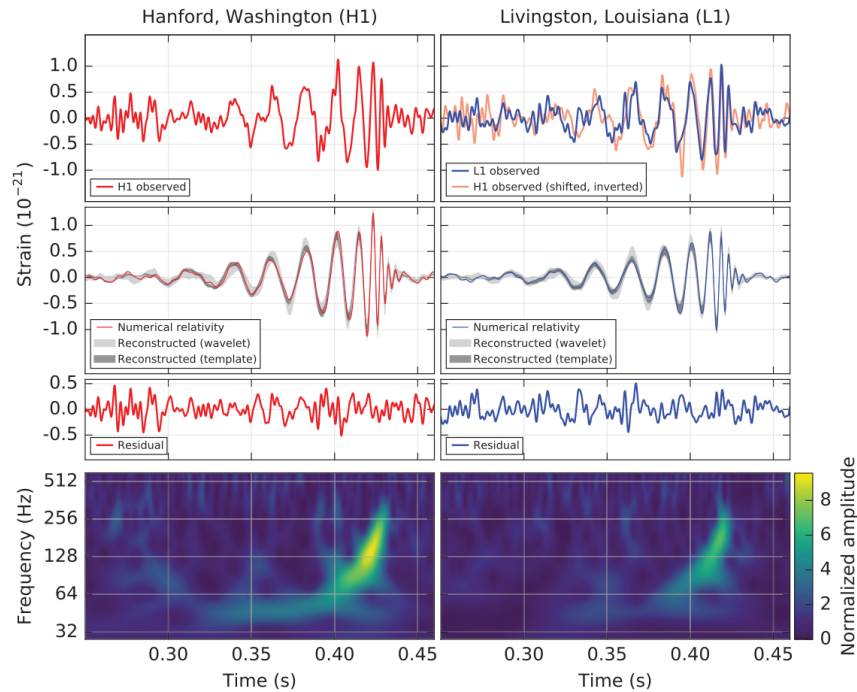 Hanford, Washington (H1)
Livingston, Louisiana (L1)
Strain (10⁻²¹)
1.0
0.5
0.0
-0.5
-1.0
H1 observed
L1 observed
H1 observed (shifted, inverted)
1.0
0.5
0.0
-0.5
-1.0
Numerical relativity
Reconstructed (wavelet)
Reconstructed (template)
Numerical relativity
Reconstructed (wavelet)
Reconstructed (template)
0.5
0.0
-0.5
Residual
Residual
Frequency (Hz)
512
256
128
64
32
0.30
0.35
0.40
0.45
Time (s)
0.30
0.35
0.40
0.45
Time (s)
8
6
4
2
0
Normalized amplitude